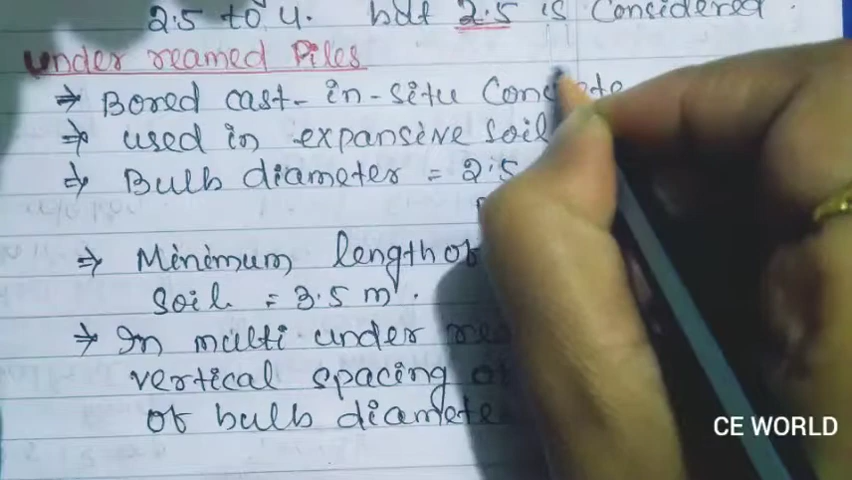 2.5 to 4. but 2.5 is Considered.
under reamed Piles
⇒ Bored cast-in-situ Concrete
⇒ used in expansive soil
⇒ Bulb diameter = 2.5
⇒ Minimum length of
soil = 3.5 m.
⇒ In multi under
vertical spacing of
of bulb diameter
CE WORLD